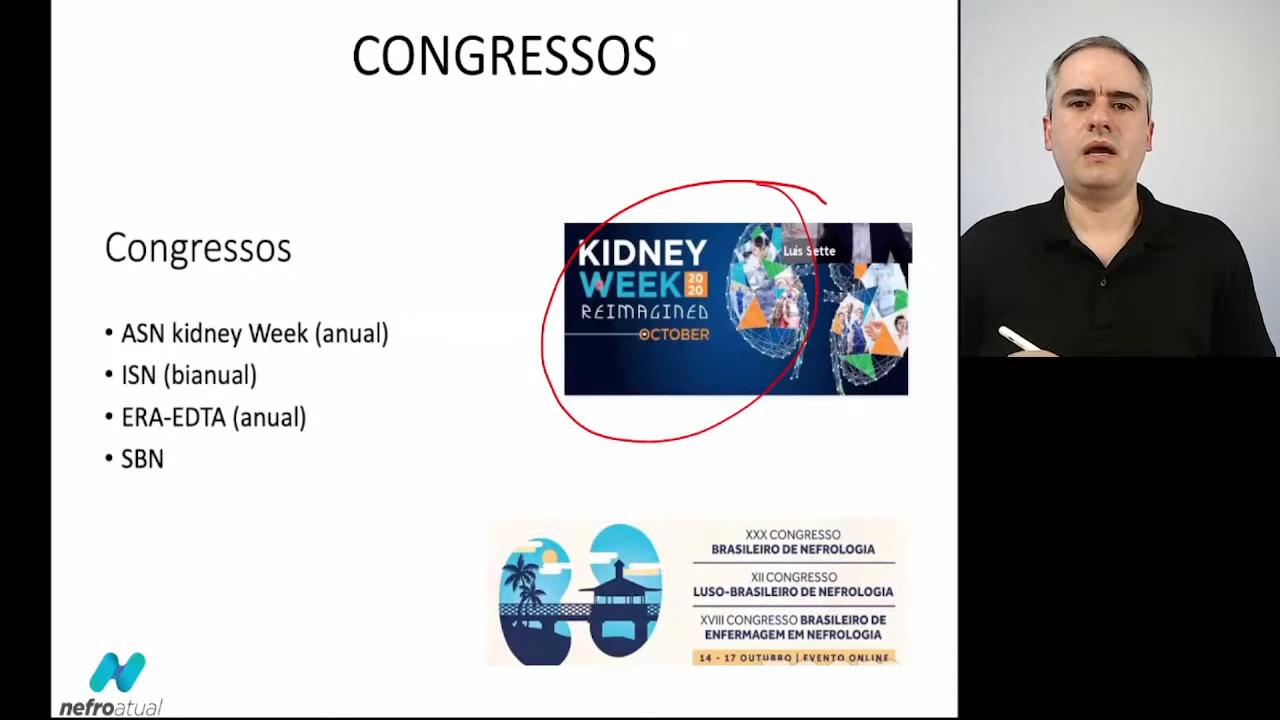 CONGRESSOS
Congressos
• ASN kidney Week (anual)
• ISN (bianual)
• ERA-EDTA (anual)
• SBN
KIDNEY
WEEK 20 20
REIMAGINED
OCTOBER
Luis Sette
XXX CONGRESSO
BRASILEIRO DE NEFROLOGIA
XII CONGRESSO
LUSO-BRASILEIRO DE NEFROLOGIA
XVIII CONGRESSO BRASILEIRO DE
ENFERMAGEM EM NEFROLOGIA
14 - 17 OUTUBRO | EVENTO ONLINE
nefroatual